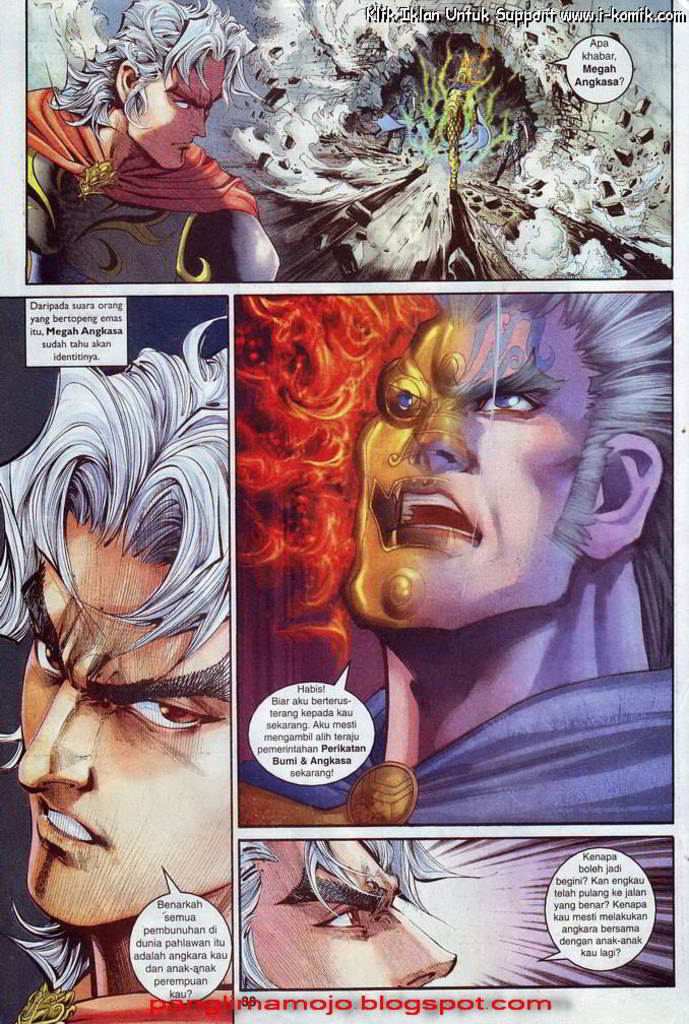 Klik Iklan Untuk Support www.i-komik.com
Apa
khabar,
Megah
Angkasa?
Daripada suara orang
yang bertopeng emas
itu, Megah Angkasa
sudah tahu akan
identitinya.
Habis!
Biar aku berterus-
terang kepada kau
sekarang. Aku mesti
mengambil alih teraju
pemerintahan Perikatan
Bumi & Angkasa
sekarang!
Benarkah
semua
pembunuhan di
dunia pahlawan itu
adalah angkara kau
dan anak-anak
perempuan
kau?
Kenapa
boleh jadi
begini? Kan engkau
telah pulang ke jalan
yang benar? Kenapa
kau mesti melakukan
angkara bersama
dengan anak-anak
kau lagi?
panglimamojo.blogspot.com